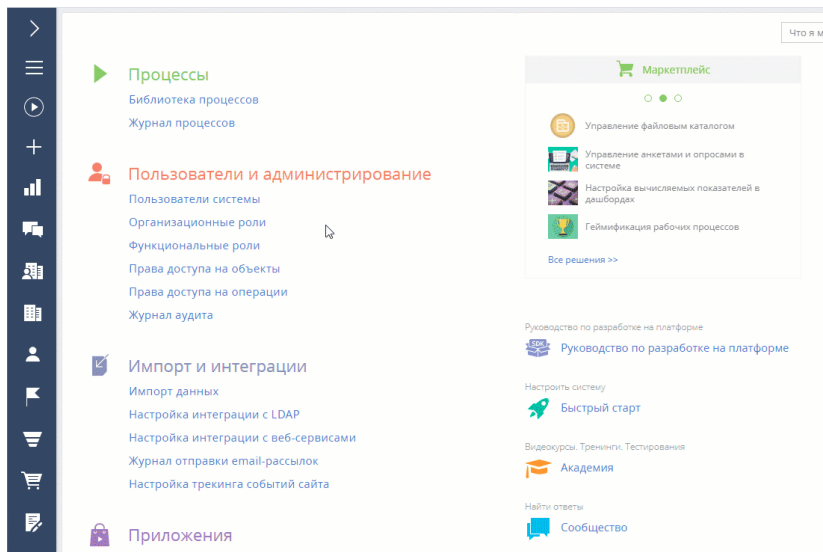 Что я м
Процессы
Библиотека процессов
Журнал процессов
Пользователи и администрирование
Пользователи системы
Организационные роли
Функциональные роли
Права доступа на объекты
Права доступа на операции
Журнал аудита
Импорт и интеграции
Импорт данных
Настройка интеграции с LDAP
Настройка интеграции с веб-сервисами
Журнал отправки email-рассылок
Настройка трекинга событий сайта
Приложения
Маркетплейс
Управление файловым каталогом
Управление анкетами и опросами в
системе
Настройка вычисляемых показателей в
дашбордах
Геймификация рабочих процессов
Все решения >>
Руководство по разработке на платформе
SDK
Руководство по разработке на платформе
Настроить систему
Быстрый старт
Видеокурсы. Тренинги. Тестирования
Академия
Найти ответы
Сообщество